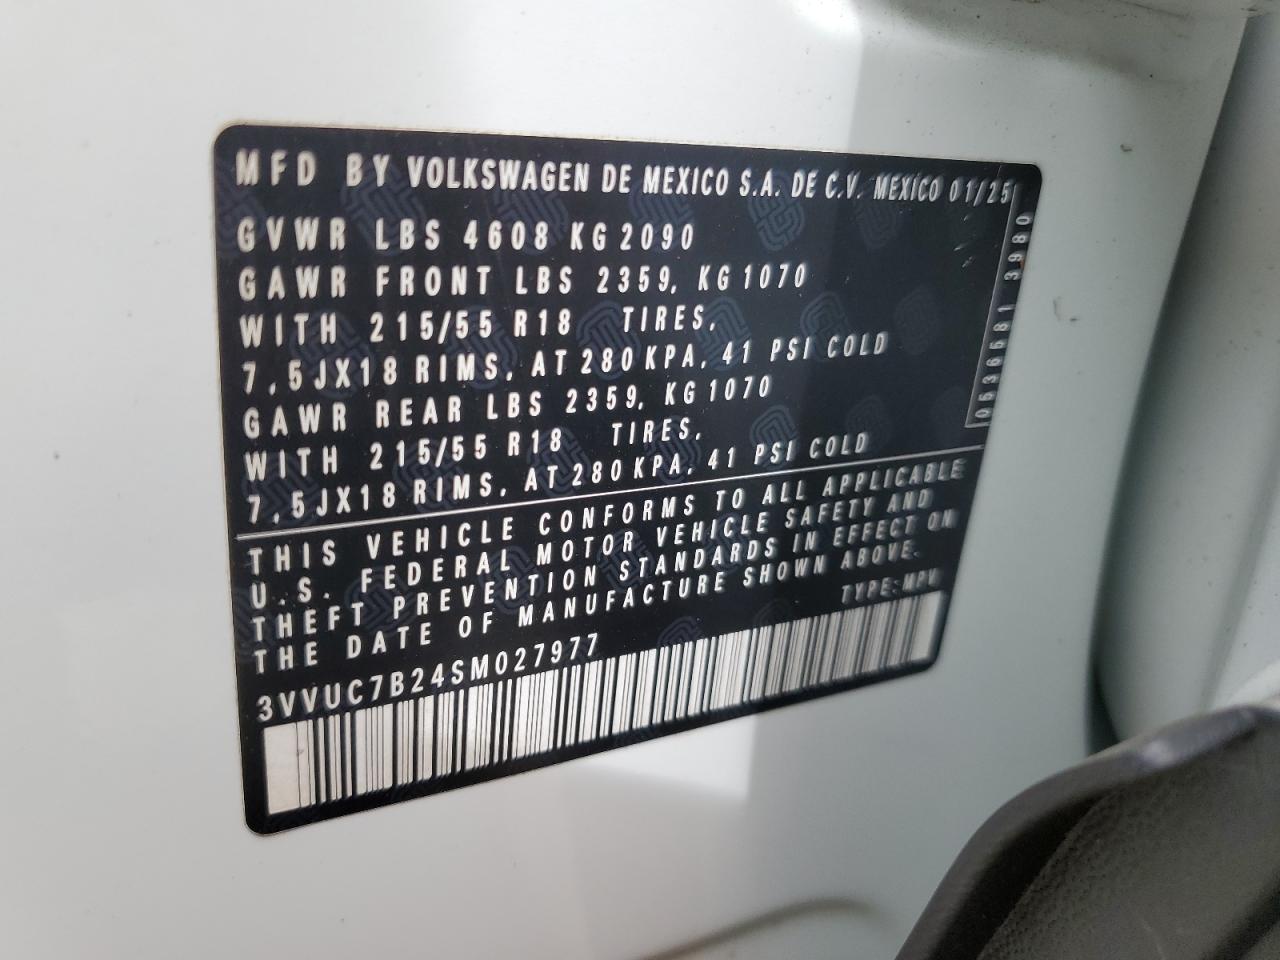 MFD BY VOLKSWAGEN DE MEXICO S.A. DE C.V. MEXICO 01/25
GVWR LBS 4608 KG 2090
GAWR FRONT LBS 2359, KG 1070
WITH 215/55 R18 TIRES,
7,5JX18 RIMS, AT 280 KPA, 41 PSI COLD
GAWR REAR LBS 2359, KG 1070
WITH 215/55 R18 TIRES,
7,5JX18 RIMS, AT 280 KPA, 41 PSI COLD
0536581 3980
THIS VEHICLE CONFORMS TO ALL APPLICABLE
U.S. FEDERAL MOTOR VEHICLE SAFETY AND
THEFT PREVENTION STANDARDS IN EFFECT ON
THE DATE OF MANUFACTURE SHOWN ABOVE.
TYPE: MPV
3VVUC7B24SM027977